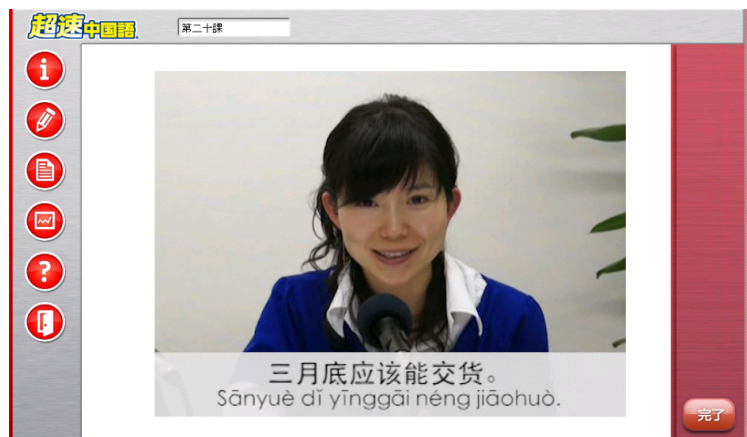 超速中国語
第二十課
三月底应该能交货。
Sānyuè dǐ yīnggāi néng jiāohuò.
完了